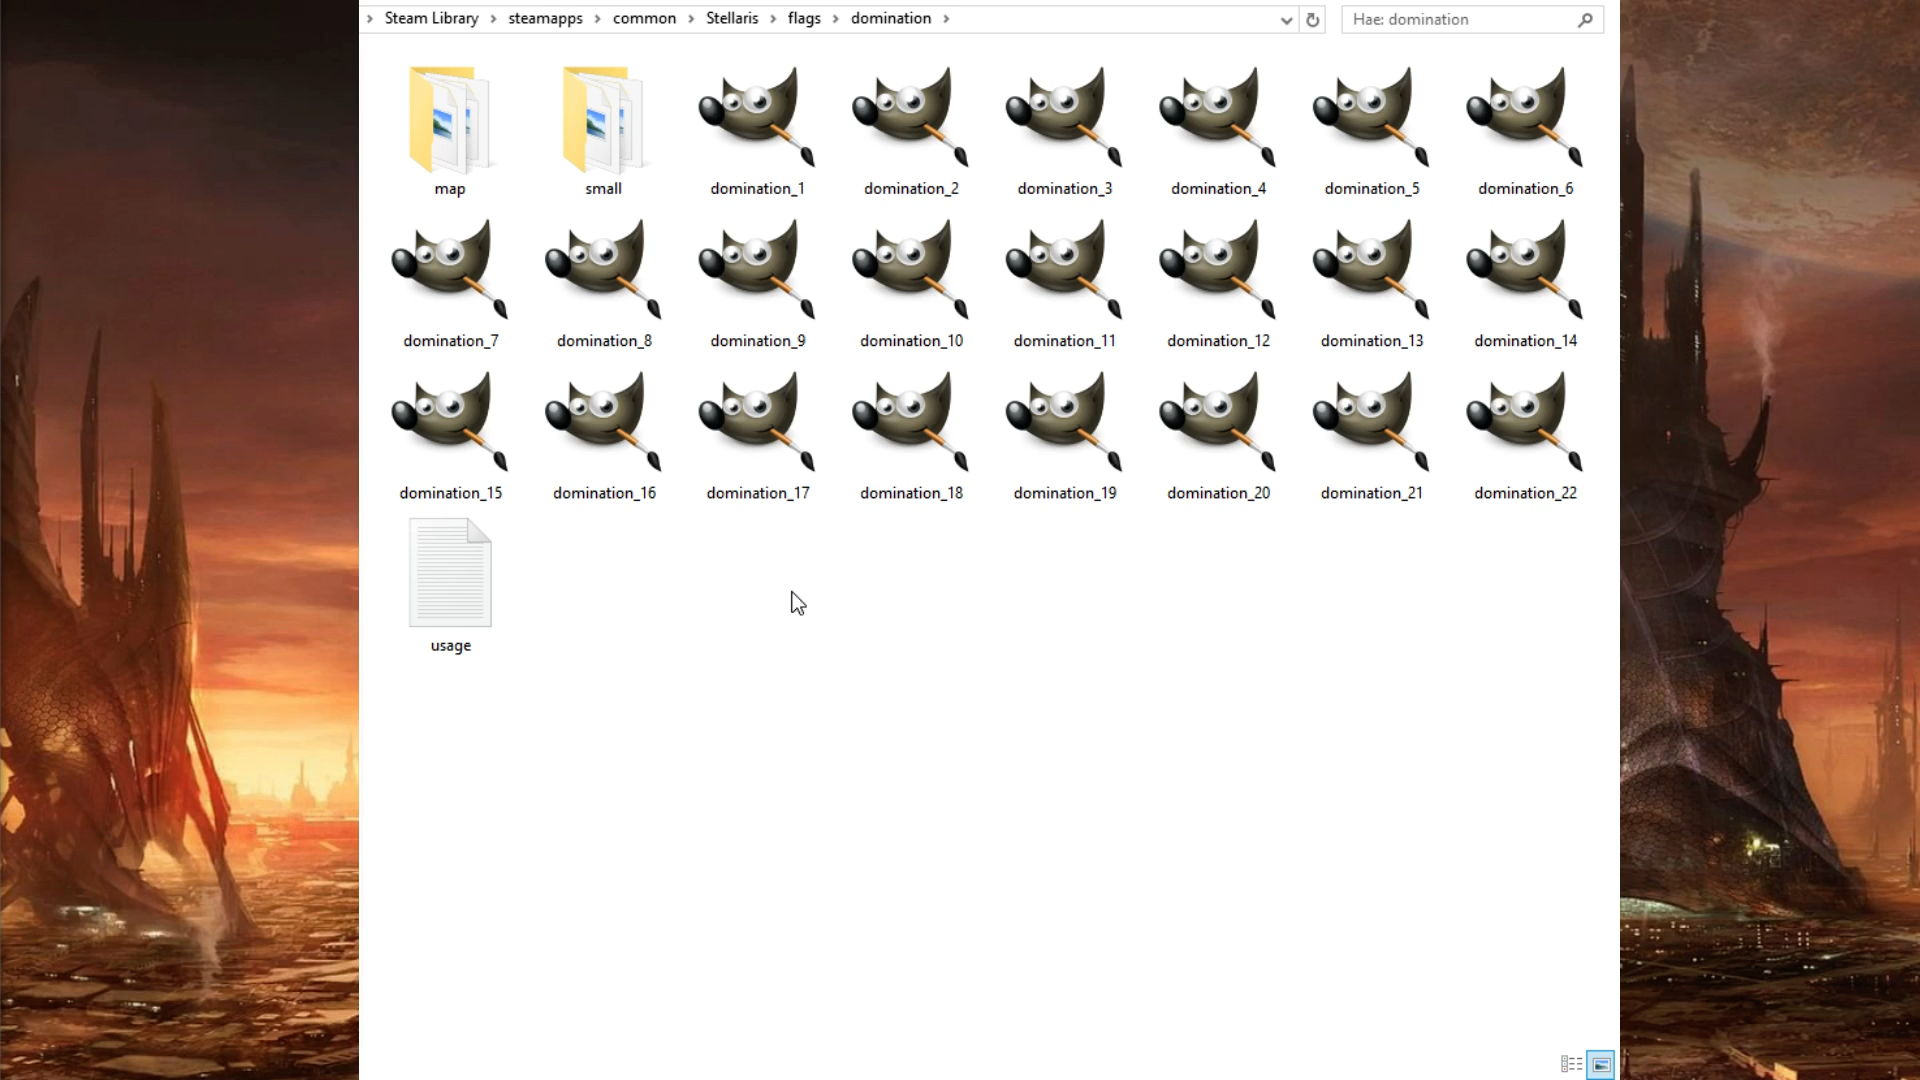 Steam Library > steamapps > common > Stellaris > flags > domination >
Hae: domination
map small domination_1 domination_2 domination_3 domination_4 domination_5 domination_6
domination_7 domination_8 domination_9 domination_10 domination_11 domination_12 domination_13 domination_14
domination_15 domination_16 domination_17 domination_18 domination_19 domination_20 domination_21 domination_22
usage